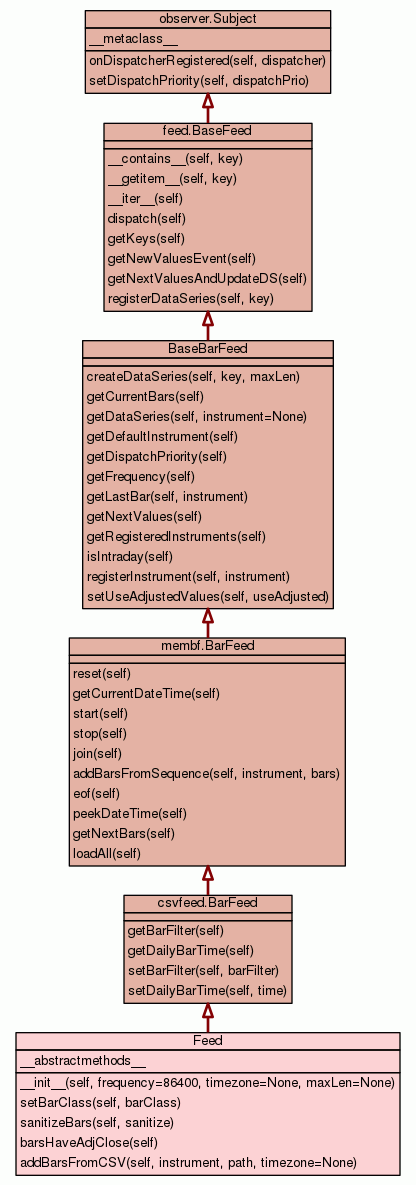 observer.Subject
__metaclass__
onDispatcherRegistered(self, dispatcher)
setDispatchPriority(self, dispatchPrio)
feed.BaseFeed
__contains__(self, key)
__getitem__(self, key)
__iter__(self)
dispatch(self)
getKeys(self)
getNewValuesEvent(self)
getNextValuesAndUpdateDS(self)
registerDataSeries(self, key)
BaseBarFeed
createDataSeries(self, key, maxLen)
getCurrentBars(self)
getDataSeries(self, instrument=None)
getDefaultInstrument(self)
getDispatchPriority(self)
getFrequency(self)
getLastBar(self, instrument)
getNextValues(self)
getRegisteredInstruments(self)
isIntraday(self)
registerInstrument(self, instrument)
setUseAdjustedValues(self, useAdjusted)
membf.BarFeed
reset(self)
getCurrentDateTime(self)
start(self)
stop(self)
join(self)
addBarsFromSequence(self, instrument, bars)
eof(self)
peekDateTime(self)
getNextBars(self)
loadAll(self)
csvfeed.BarFeed
getBarFilter(self)
getDailyBarTime(self)
setBarFilter(self, barFilter)
setDailyBarTime(self, time)
Feed
__abstractmethods__
__init__(self, frequency=86400, timezone=None, maxLen=None)
setBarClass(self, barClass)
sanitizeBars(self, sanitize)
barsHaveAdjClose(self)
addBarsFromCSV(self, instrument, path, timezone=None)